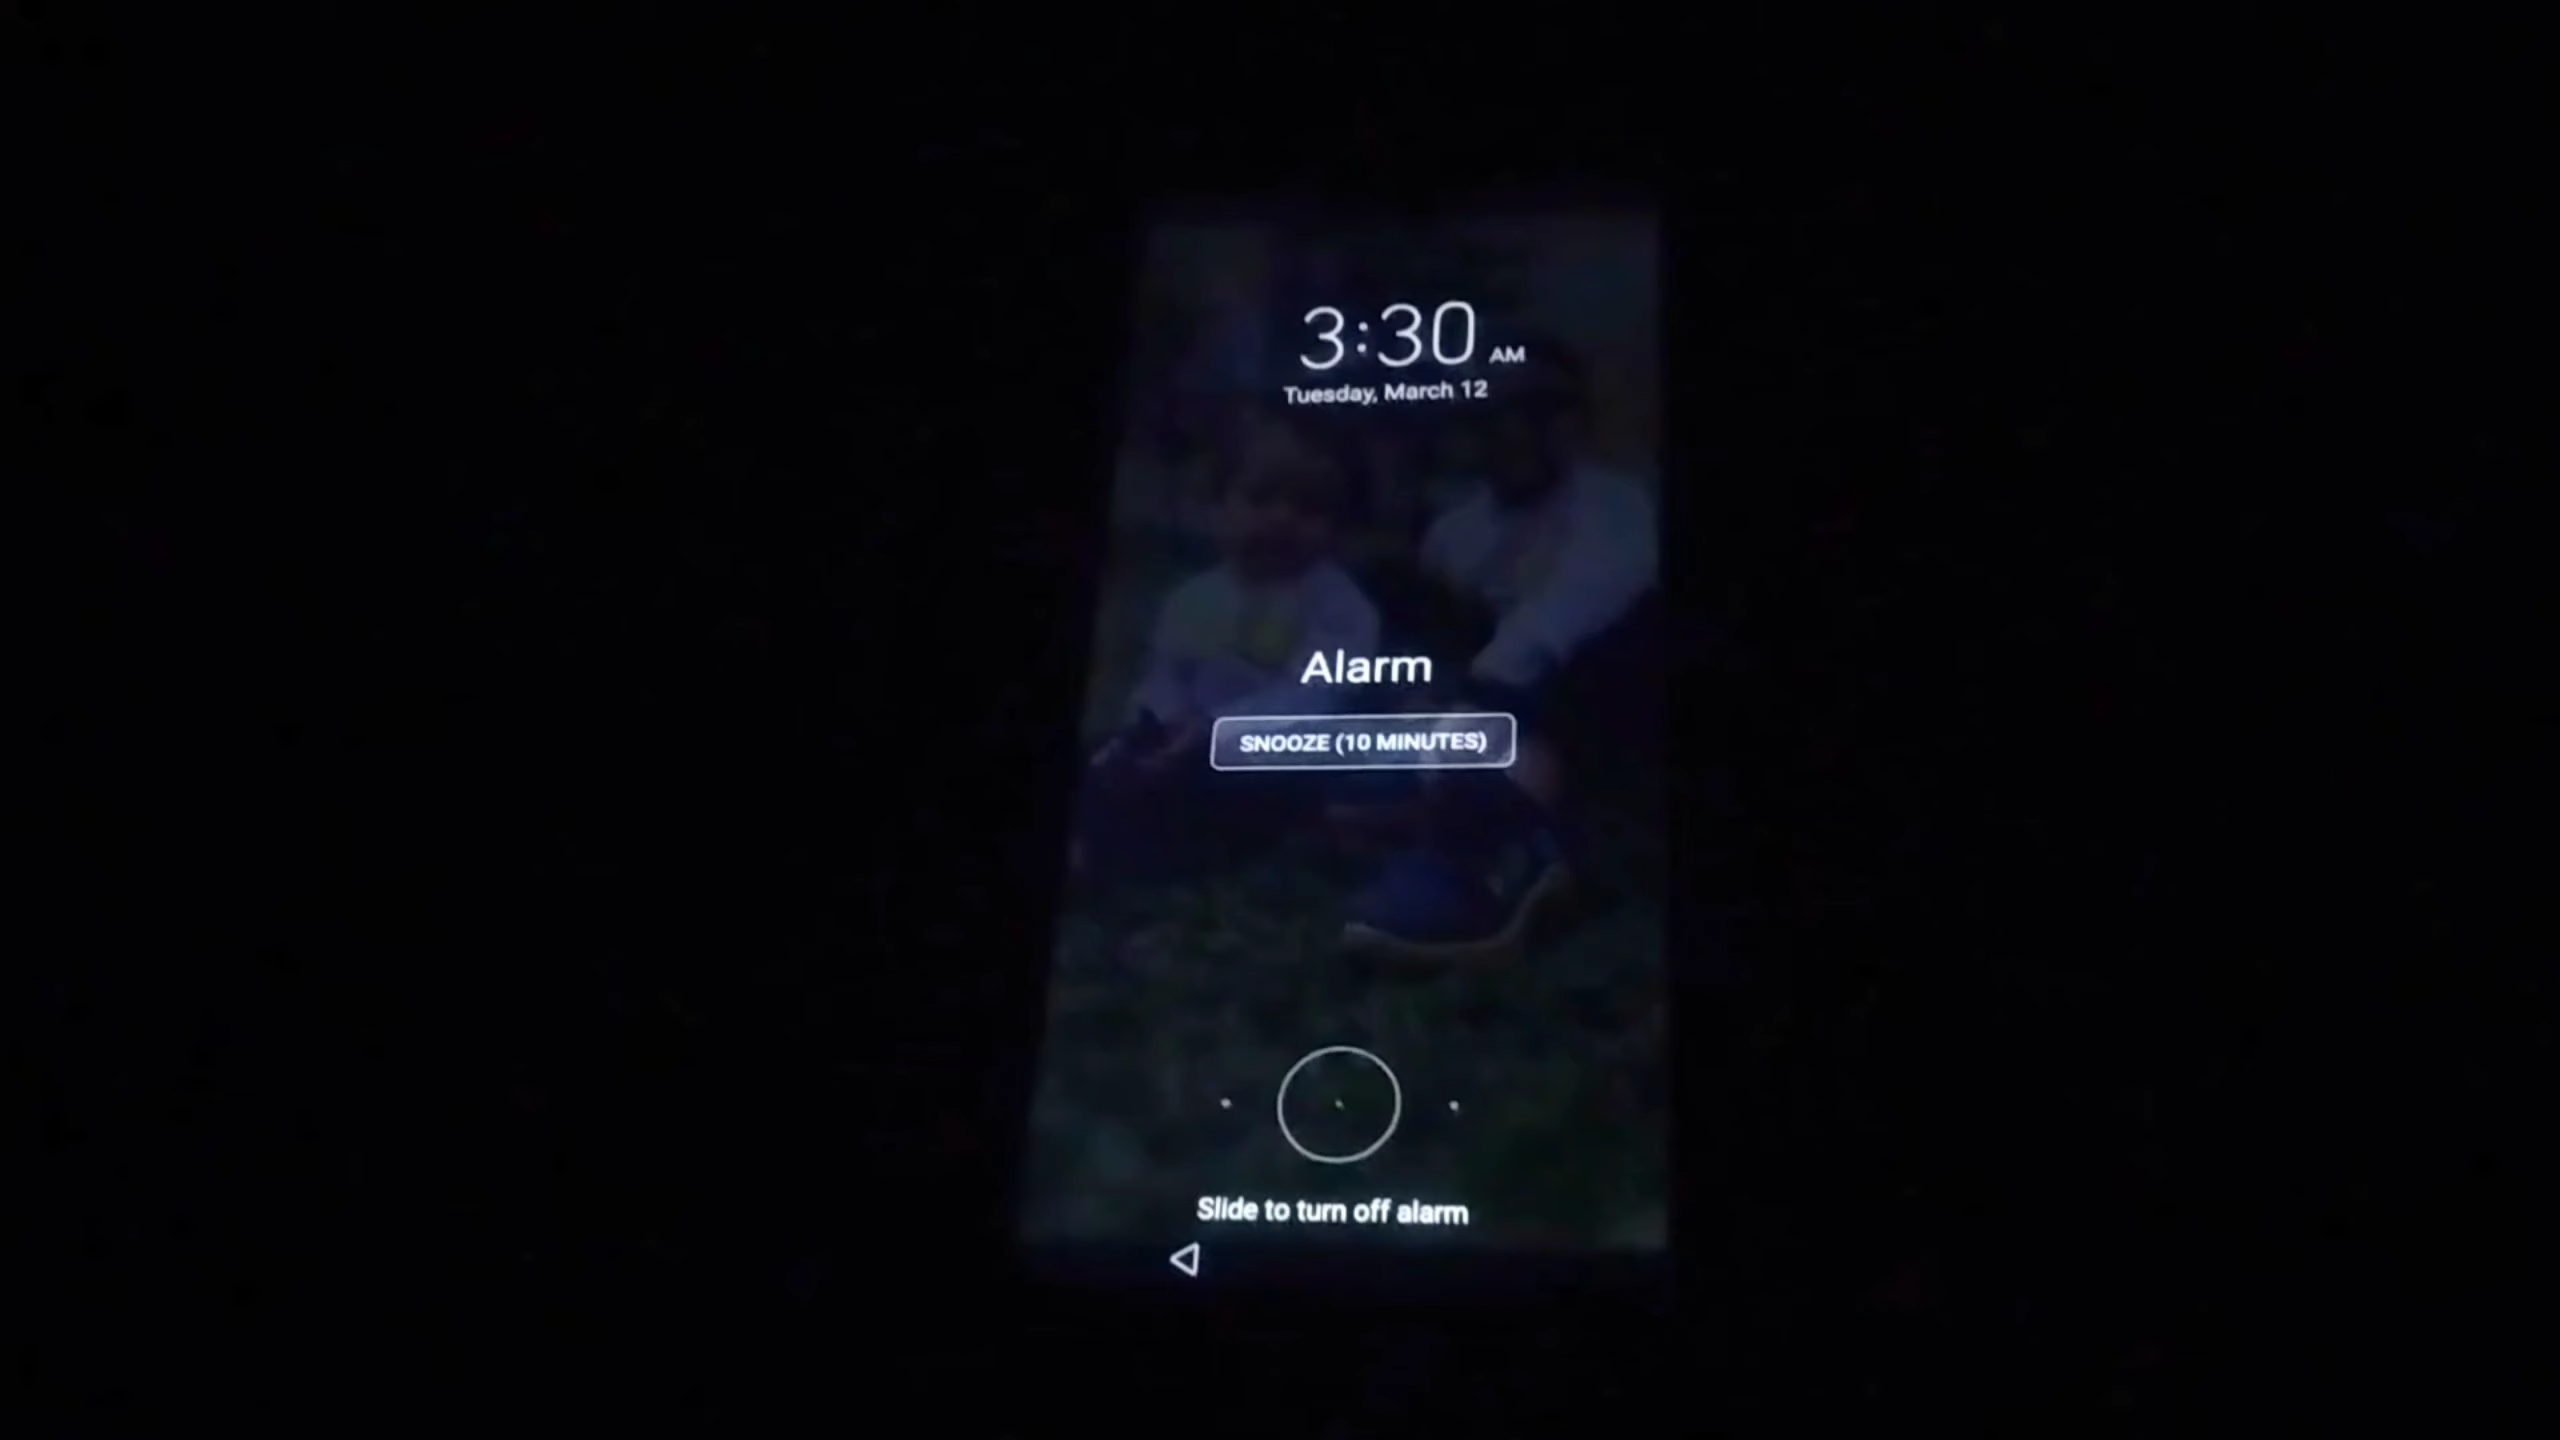 3:30 AM
Tuesday, March 12
Alarm
SNOOZE (10 MINUTES)
Slide to turn off alarm